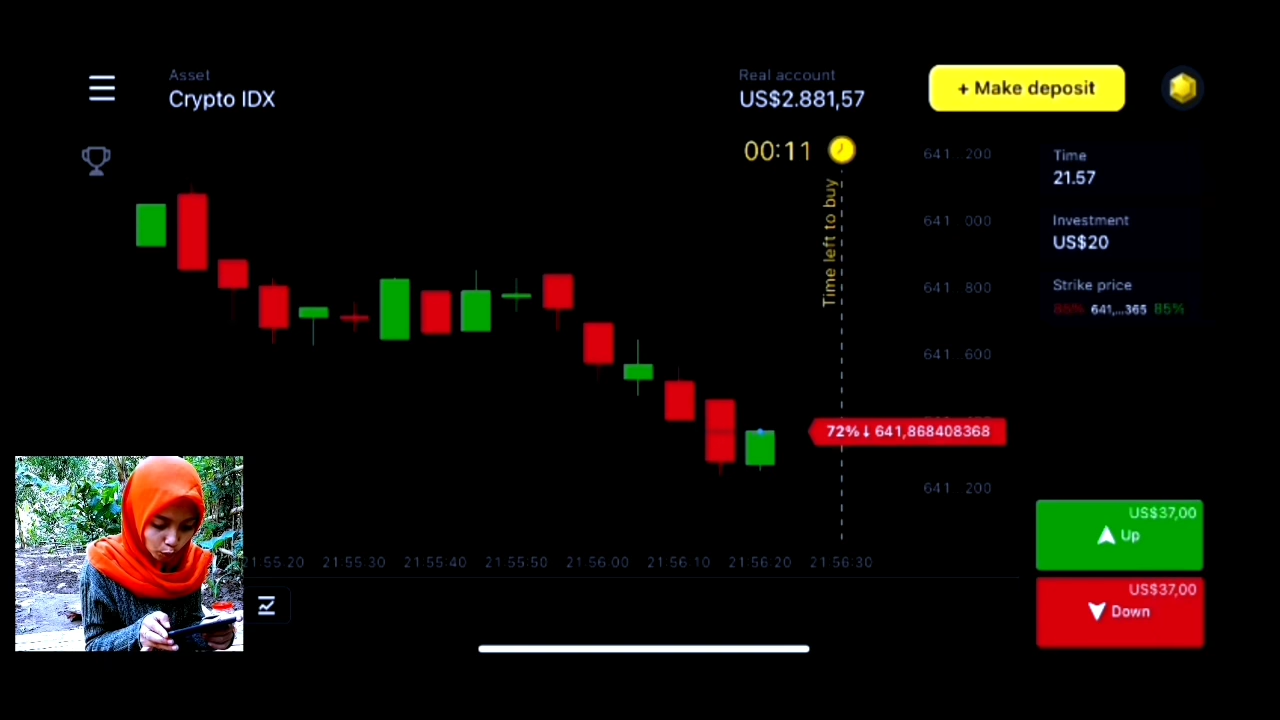 Asset
Crypto IDX
Real account
US$2.881,57
+ Make deposit
00:11
Time left to buy
641...200
641...000
641...800
641...600
641...200
72%↓641,868408368
Time
21.57
Investment
US$20
Strike price
641,...365 85%
US$37,00
Up
US$37,00
Down
21:55:30 21:55:40 21:55:50 21:56:00 21:56:10 21:56:20 21:56:30